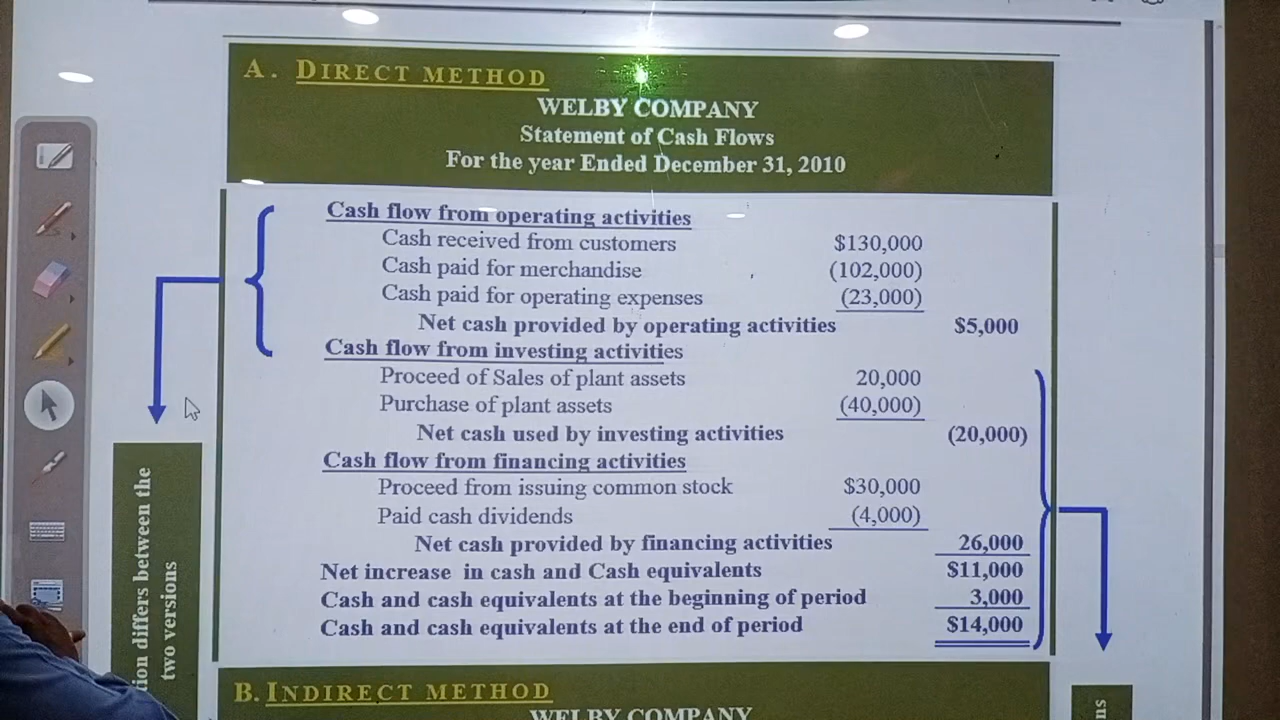 A. DIRECT METHOD
WELBY COMPANY
Statement of Cash Flows
For the year Ended December 31, 2010
Cash flow from operating activities
Cash received from customers $130,000
Cash paid for merchandise (102,000)
Cash paid for operating expenses (23,000)
Net cash provided by operating activities $5,000
Cash flow from investing activities
Proceed of Sales of plant assets 20,000
Purchase of plant assets (40,000)
Net cash used by investing activities (20,000)
Cash flow from financing activities
Proceed from issuing common stock $30,000
Paid cash dividends (4,000)
Net cash provided by financing activities 26,000
Net increase in cash and Cash equivalents $11,000
Cash and cash equivalents at the beginning of period 3,000
Cash and cash equivalents at the end of period $14,000
differs between the
two versions
B. INDIRECT METHOD
WELBY COMPANY